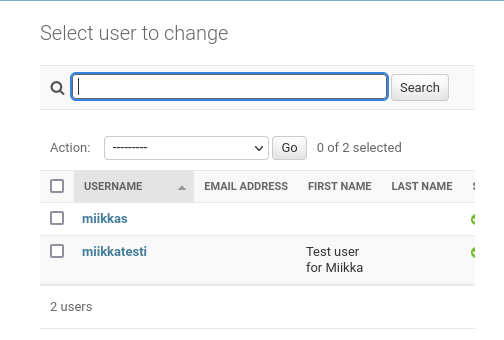 Select user to change
Search
Action: --------- Go 0 of 2 selected
USERNAME EMAIL ADDRESS FIRST NAME LAST NAME
miikkas
miikkatesti Test user
for Miikka
2 users